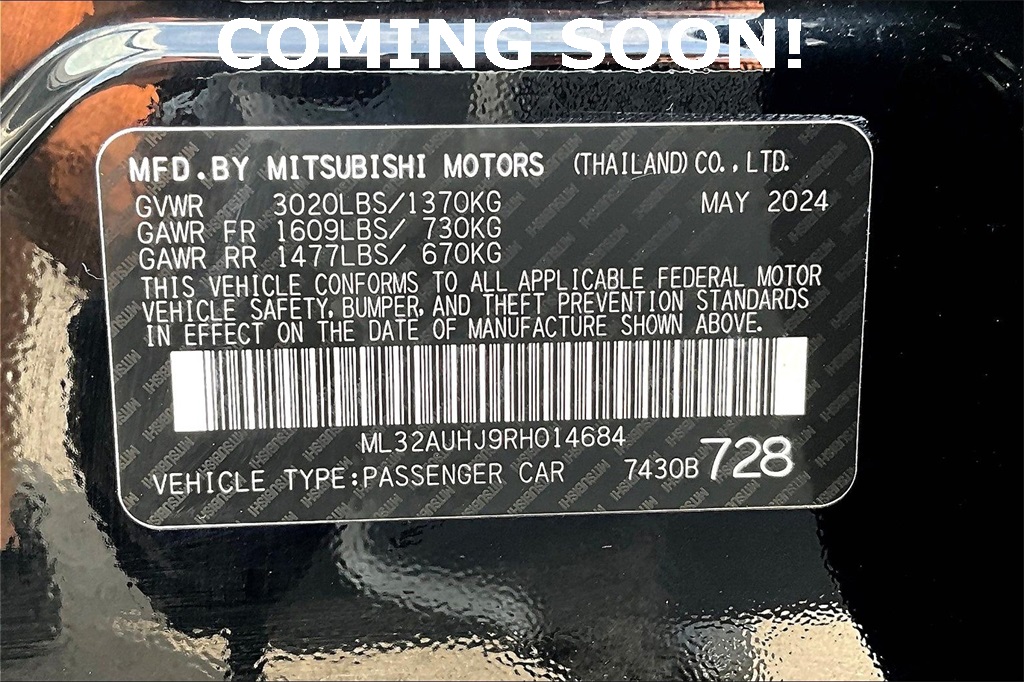 COMING SOON!
MFD.BY MITSUBISHI MOTORS (THAILAND) CO., LTD.
GVWR 3020LBS/1370KG MAY 2024
GAWR FR 1609LBS/ 730KG
GAWR RR 1477LBS/ 670KG
THIS VEHICLE CONFORMS TO ALL APPLICABLE FEDERAL MOTOR
VEHICLE SAFETY, BUMPER, AND THEFT PREVENTION STANDARDS
IN EFFECT ON THE DATE OF MANUFACTURE SHOWN ABOVE.
ML32AUHJ9RH014684
VEHICLE TYPE:PASSENGER CAR 7430B 728